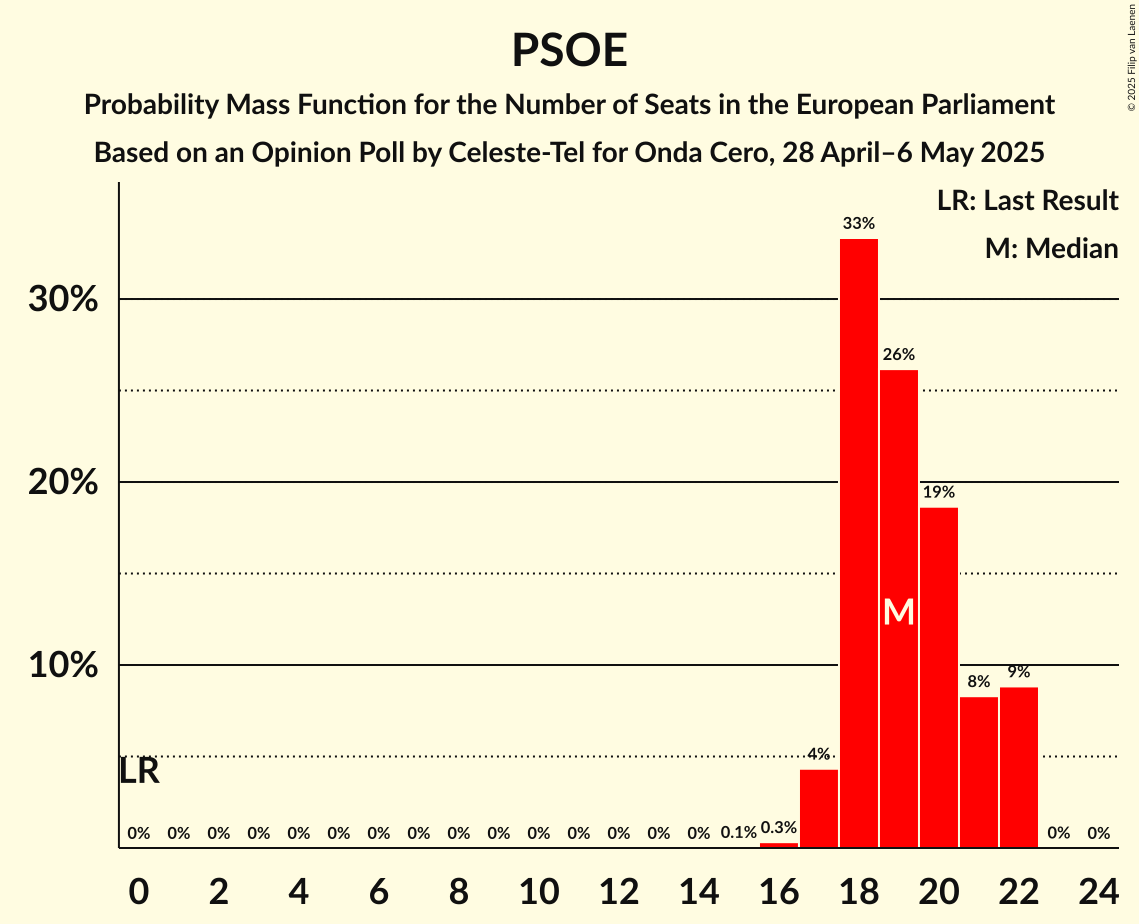 PSOE
Probability Mass Function for the Number of Seats in the European Parliament
Based on an Opinion Poll by Celeste-Tel for Onda Cero, 28 April–6 May 2025
© 2025 Filip van Laenen
LR: Last Result
M: Median
30%
20%
10%
33%
26%
19%
M
9%
8%
4%
LR
0% 0% 0% 0% 0% 0% 0% 0% 0% 0% 0% 0% 0% 0% 0% 0.1% 0.3% 0% 0%
0 2 4 6 8 10 12 14 16 18 20 22 24